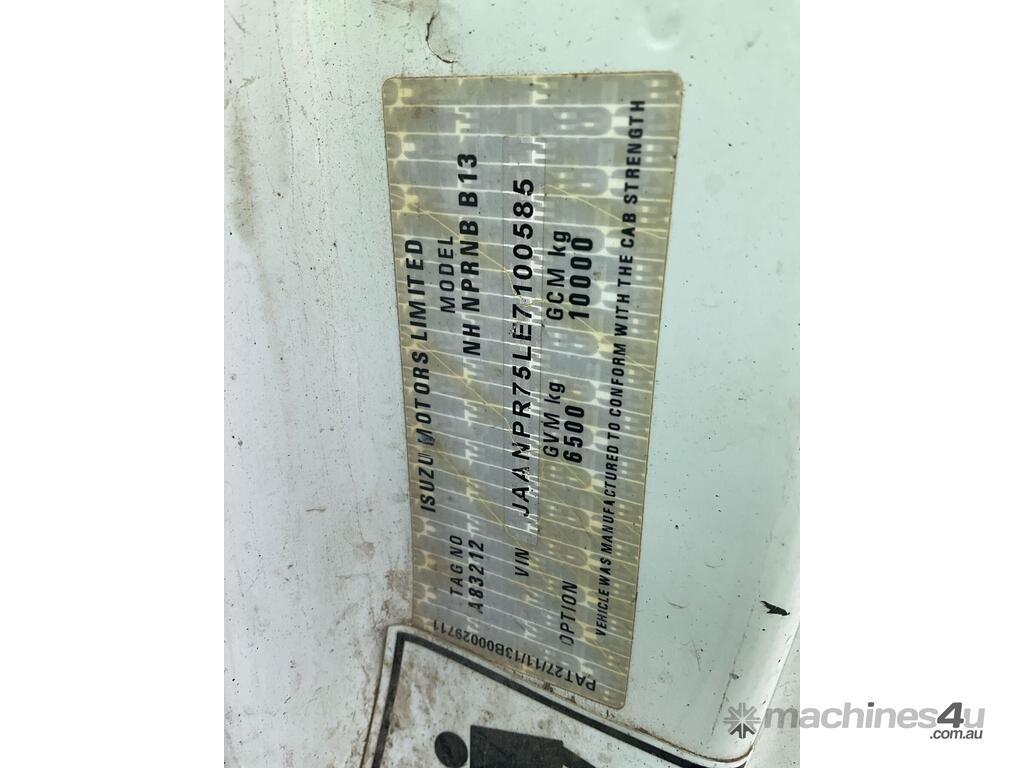 ISUZU MOTORS LIMITED
TAG NO MODEL
A83212 NH NPRNB B13
VIN JAANPR75LE7100585
GVM kg GCM kg
OPTION 6500 10000
VEHICLE WAS MANUFACTURED TO CONFORM WITH THE CAB STRENGTH
PAT27/11/13B00029711
machines4u
.com.au